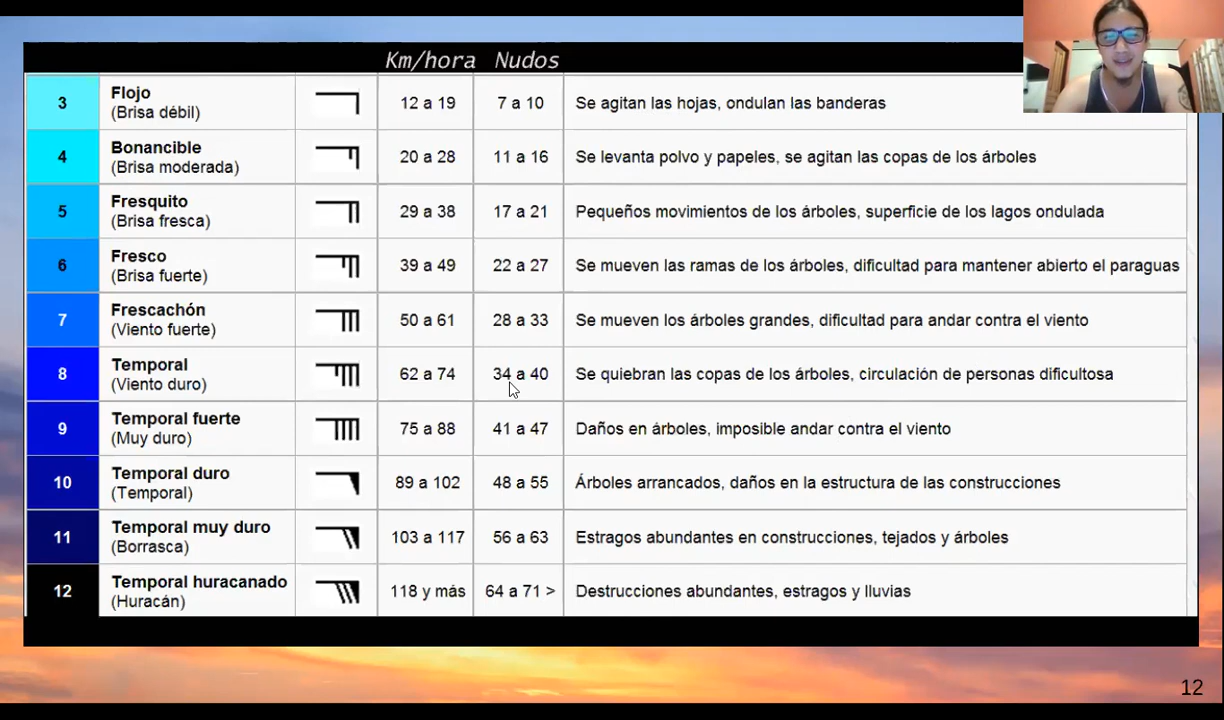 Km/hora Nudos
3 Flojo (Brisa débil) 12 a 19 7 a 10 Se agitan las hojas, ondulan las banderas
4 Bonancible (Brisa moderada) 20 a 28 11 a 16 Se levanta polvo y papeles, se agitan las copas de los árboles
5 Fresquito (Brisa fresca) 29 a 38 17 a 21 Pequeños movimientos de los árboles, superficie de los lagos ondulada
6 Fresco (Brisa fuerte) 39 a 49 22 a 27 Se mueven las ramas de los árboles, dificultad para mantener abierto el paraguas
7 Frescachón (Viento fuerte) 50 a 61 28 a 33 Se mueven los árboles grandes, dificultad para andar contra el viento
8 Temporal (Viento duro) 62 a 74 34 a 40 Se quiebran las copas de los árboles, circulación de personas dificultosa
9 Temporal fuerte (Muy duro) 75 a 88 41 a 47 Daños en árboles, imposible andar contra el viento
10 Temporal duro (Temporal) 89 a 102 48 a 55 Árboles arrancados, daños en la estructura de las construcciones
11 Temporal muy duro (Borrasca) 103 a 117 56 a 63 Estragos abundantes en construcciones, tejados y árboles
12 Temporal huracanado (Huracán) 118 y más 64 a 71 > Destrucciones abundantes, estragos y lluvias
12